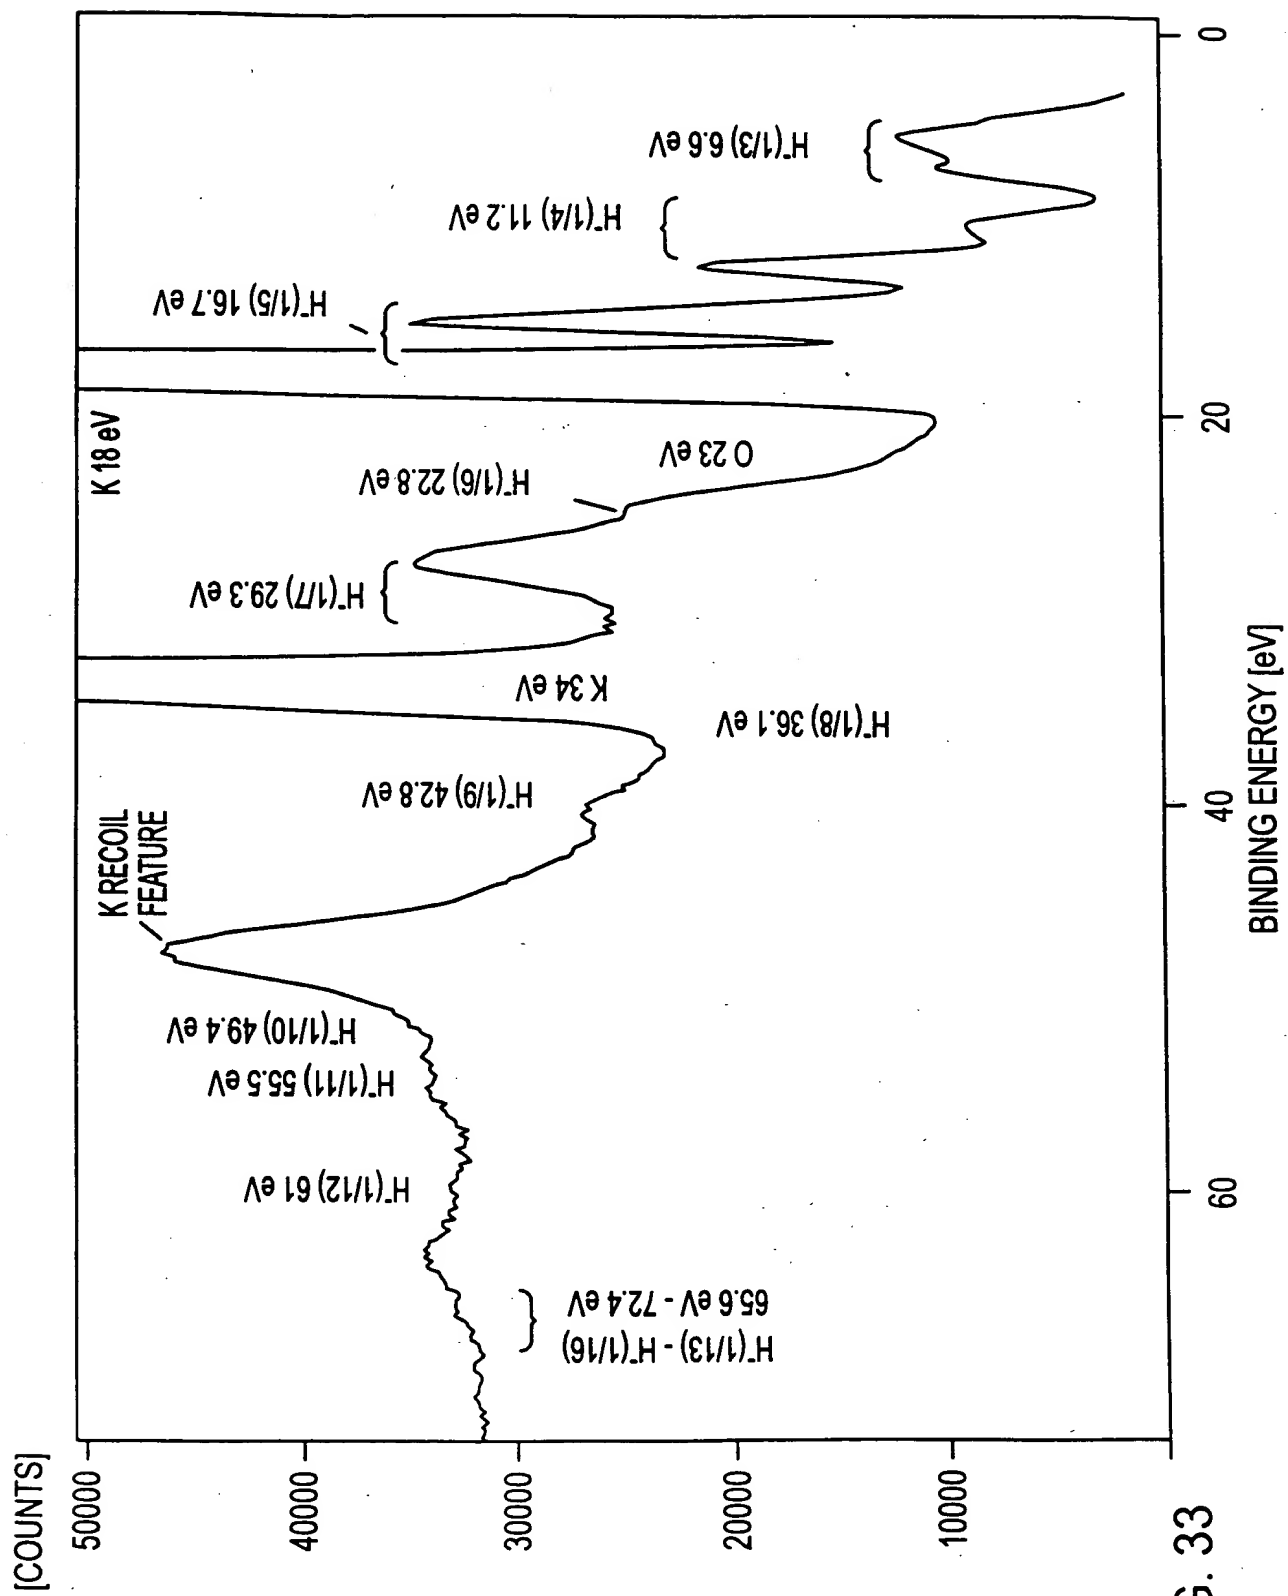 [COUNTS]
50000
40000
30000
20000
10000
60
40
20
0
BINDING ENERGY [eV]
H⁻(1/13) - H⁻(1/16)
65.6 eV - 72.4 eV
H⁻(1/12) 61 eV
H⁻(1/11) 55.5 eV
H⁻(1/10) 49.4 eV
K RECOIL
FEATURE
H⁻(1/9) 42.8 eV
H⁻(1/8) 36.1 eV
K 34 eV
H⁻(1/7) 29.3 eV
H⁻(1/6) 22.8 eV
O 23 eV
K 18 eV
H⁻(1/5) 16.7 eV
H⁻(1/4) 11.2 eV
H⁻(1/3) 6.6 eV
G. 33